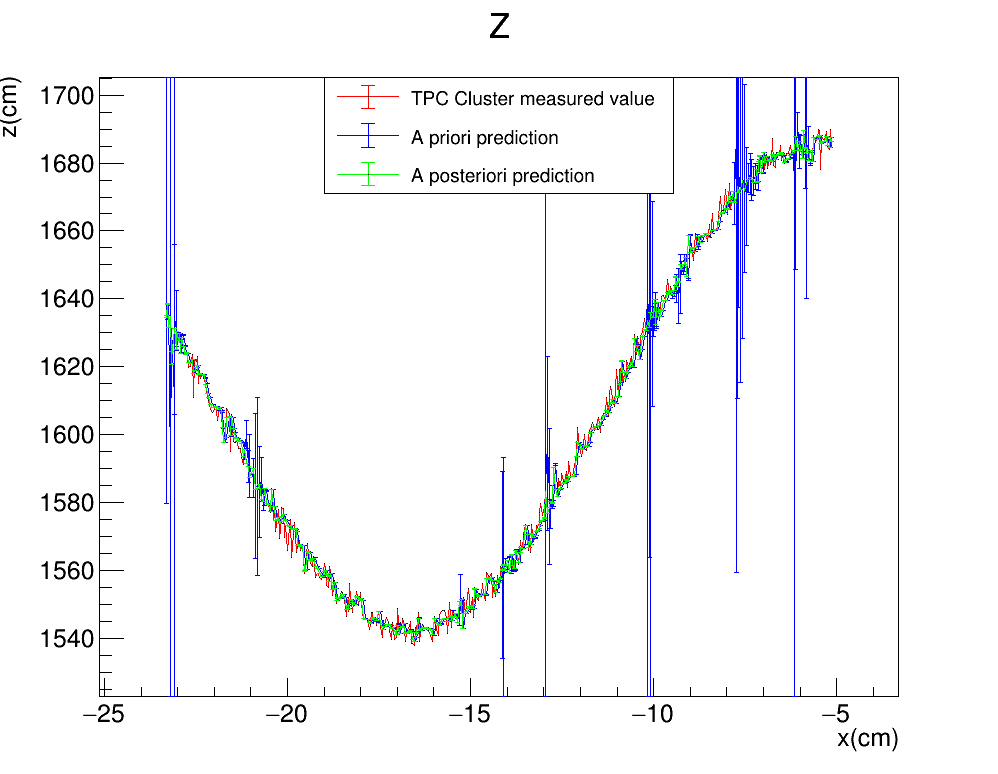 Z
z(cm)
1700
1680
1660
1640
1620
1600
1580
1560
1540
TPC Cluster measured value
A priori prediction
A posteriori prediction
−25
−20
−15
−10
−5
x(cm)